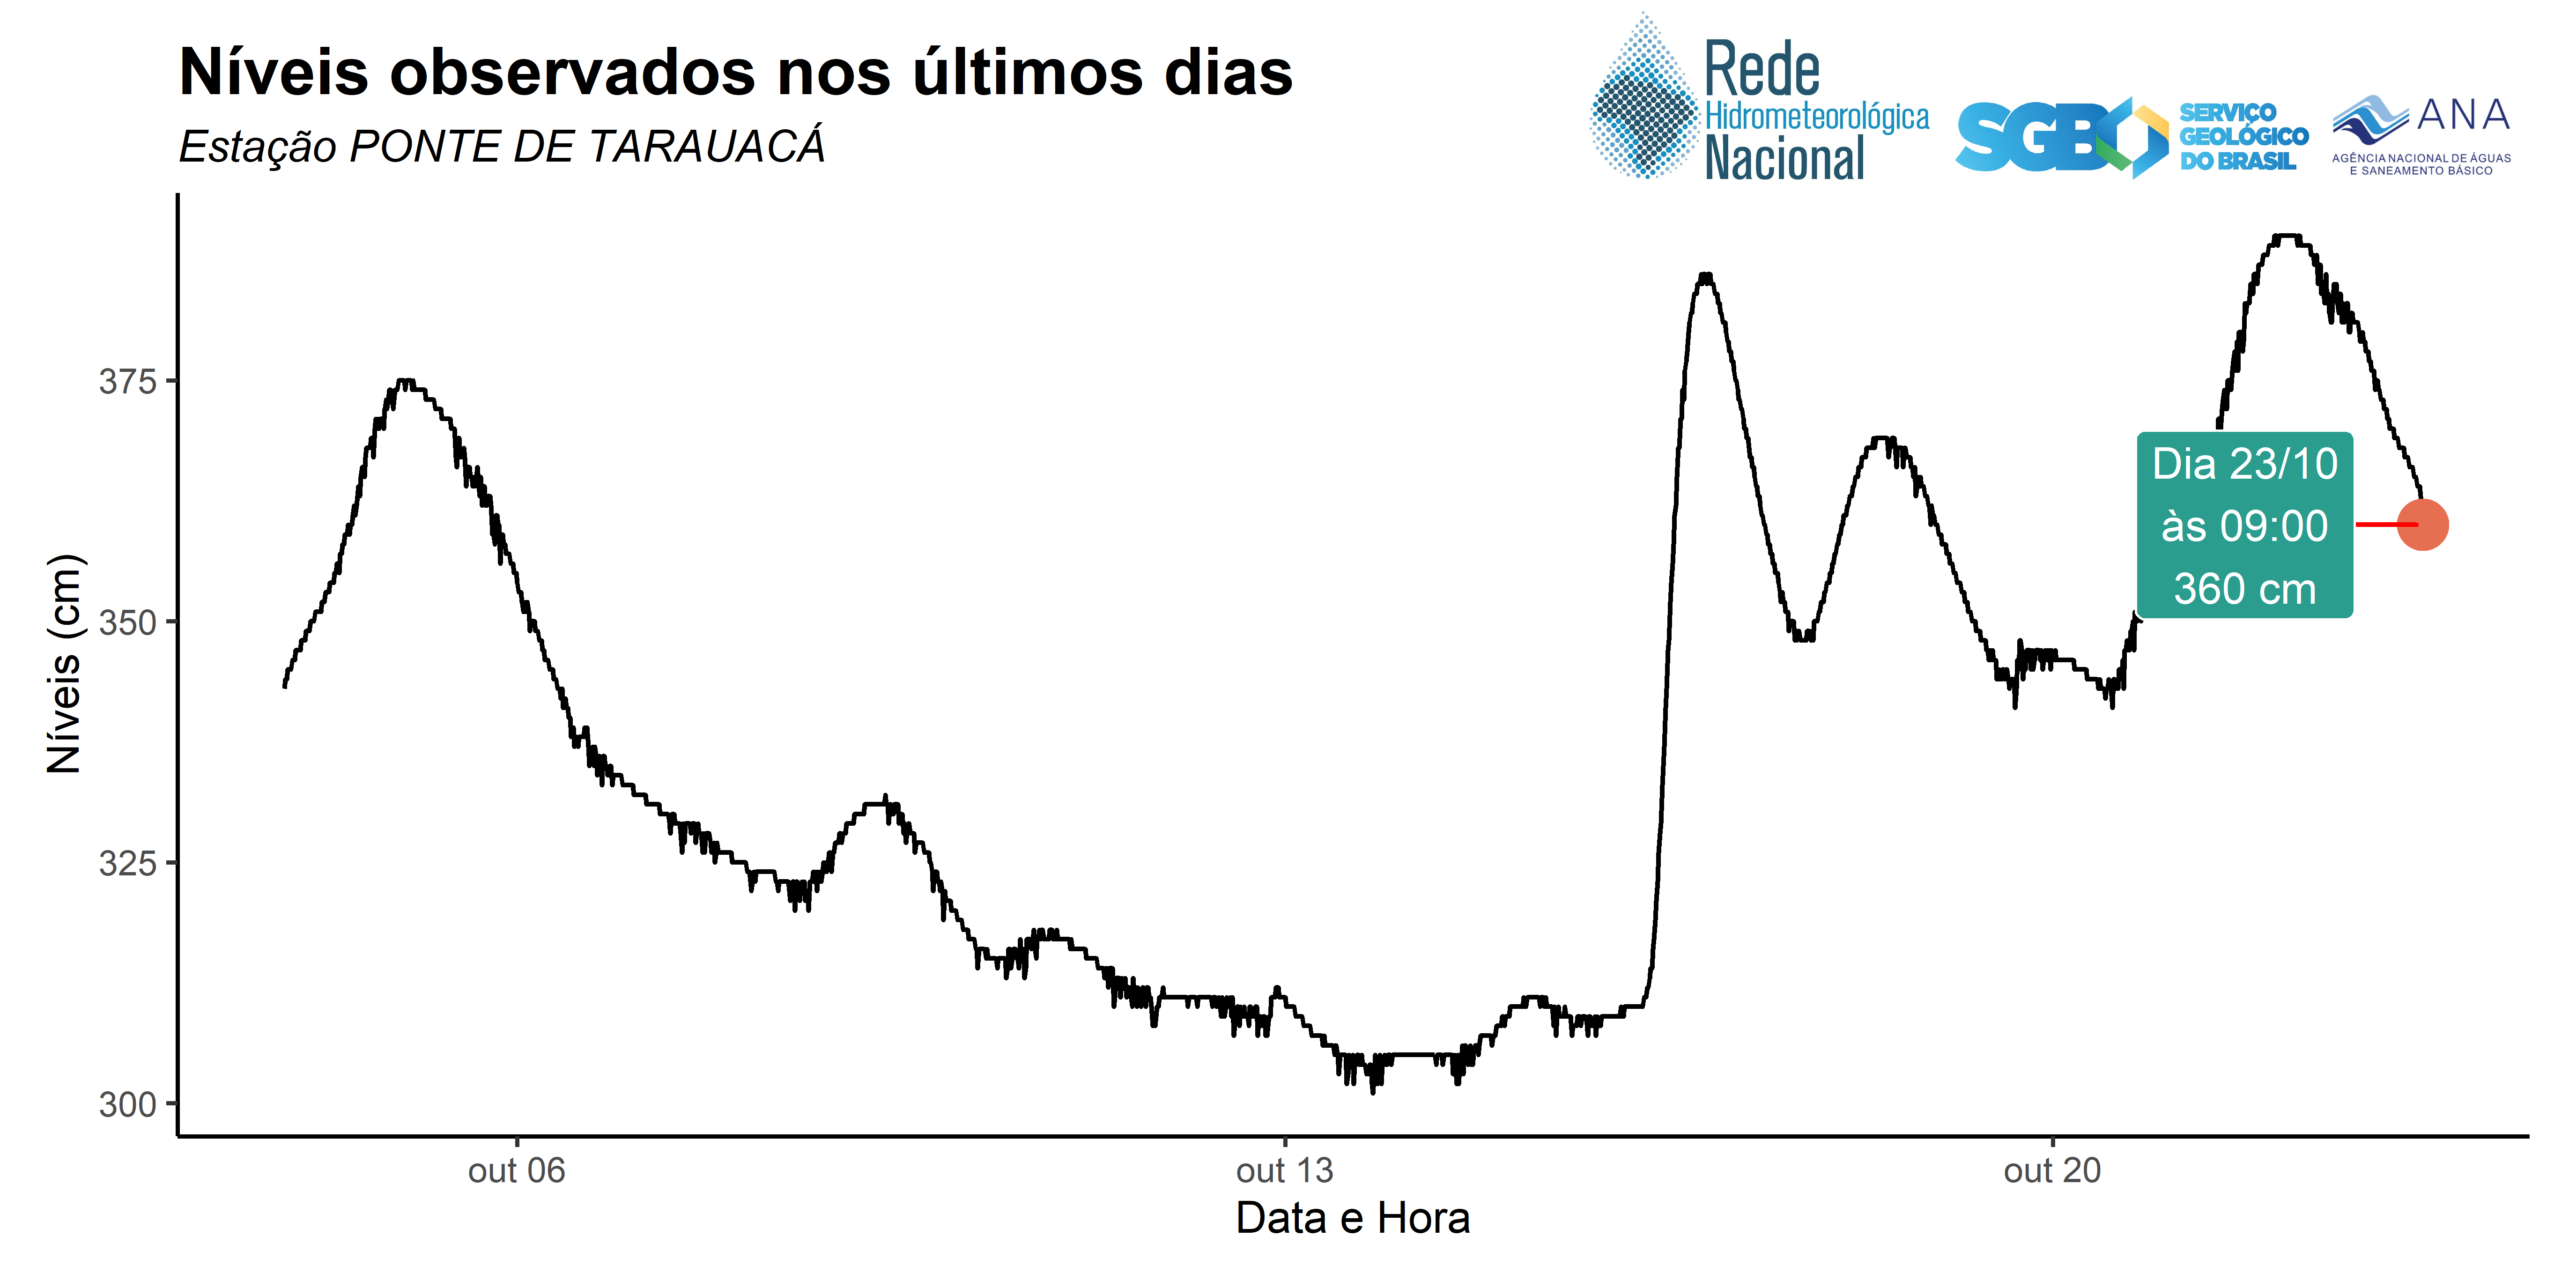 Níveis observados nos últimos dias
Estação PONTE DE TARAUACÁ
Rede
Hidrometeorológica
Nacional
SGB
SERVIÇO
GEOLÓGICO
DO BRASIL
ANA
AGÊNCIA NACIONAL DE ÁGUAS
E SANEAMENTO BÁSICO
Níveis (cm)
375
350
325
300
Dia 23/10
às 09:00
360 cm
out 06
out 13
out 20
Data e Hora